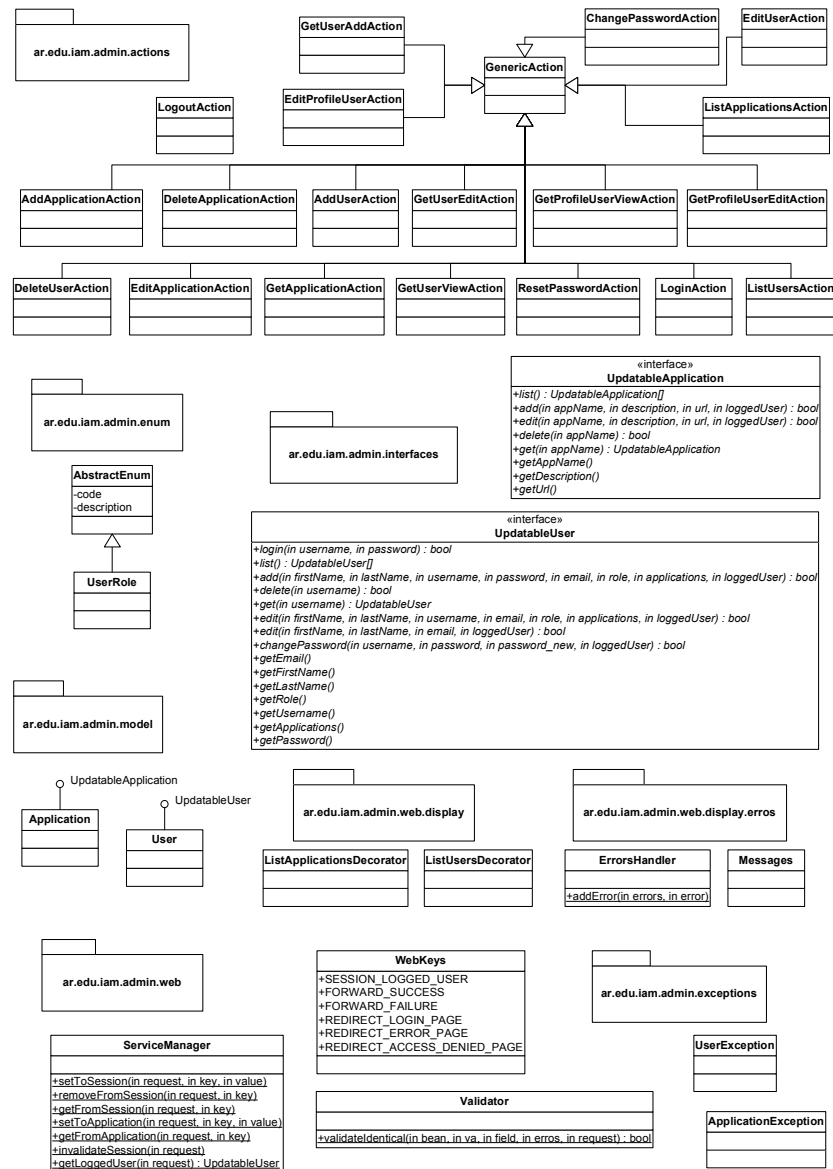 ar.edu.iam.admin.actions
GetUserAddAction
ChangePasswordAction
EditUserAction
GenericAction
LogoutAction
EditProfileUserAction
ListApplicationsAction
AddApplicationAction
DeleteApplicationAction
AddUserAction
GetUserEditAction
GetProfileUserViewAction
GetProfileUserEditAction
DeleteUserAction
EditApplicationAction
GetApplicationAction
GetUserViewAction
ResetPasswordAction
LoginAction
ListUsersAction
ar.edu.iam.admin.enum
ar.edu.iam.admin.interfaces
«interface»
UpdatableApplication
+list() : UpdatableApplication[]
+add(in appName, in description, in url, in loggedUser) : bool
+edit(in appName, in description, in url, in loggedUser) : bool
+delete(in appName) : bool
+get(in appName) : UpdatableApplication
+getAppName()
+getDescription()
+getUrl()
AbstractEnum
-code
-description
UserRole
«interface»
UpdatableUser
+login(in username, in password) : bool
+list() : UpdatableUser[]
+add(in firstName, in lastName, in username, in password, in email, in role, in applications, in loggedUser) : bool
+delete(in username) : bool
+get(in username) : UpdatableUser
+edit(in firstName, in lastName, in username, in email, in role, in applications, in loggedUser) : bool
+edit(in firstName, in lastName, in email, in loggedUser) : bool
+changePassword(in username, in password, in password_new, in loggedUser) : bool
+getEmail()
+getFirstName()
+getLastName()
+getRole()
+getUsername()
+getApplications()
+getPassword()
ar.edu.iam.admin.model
UpdatableApplication
Application
UpdatableUser
User
ar.edu.iam.admin.web.display
ListApplicationsDecorator
ListUsersDecorator
ar.edu.iam.admin.web.display.erros
ErrorsHandler
+addError(in errors, in error)
Messages
ar.edu.iam.admin.web
WebKeys
+SESSION_LOGGED_USER
+FORWARD_SUCCESS
+FORWARD_FAILURE
+REDIRECT_LOGIN_PAGE
+REDIRECT_ERROR_PAGE
+REDIRECT_ACCESS_DENIED_PAGE
ar.edu.iam.admin.exceptions
UserException
ServiceManager
+setToSession(in request, in key, in value)
+removeFromSession(in request, in key)
+getFromSession(in request, in key)
+setToApplication(in request, in key, in value)
+getFromApplication(in request, in key)
+invalidateSession(in request)
+getLoggedUser(in request) : UpdatableUser
Validator
+validateIdentical(in bean, in va, in field, in erros, in request) : bool
ApplicationException